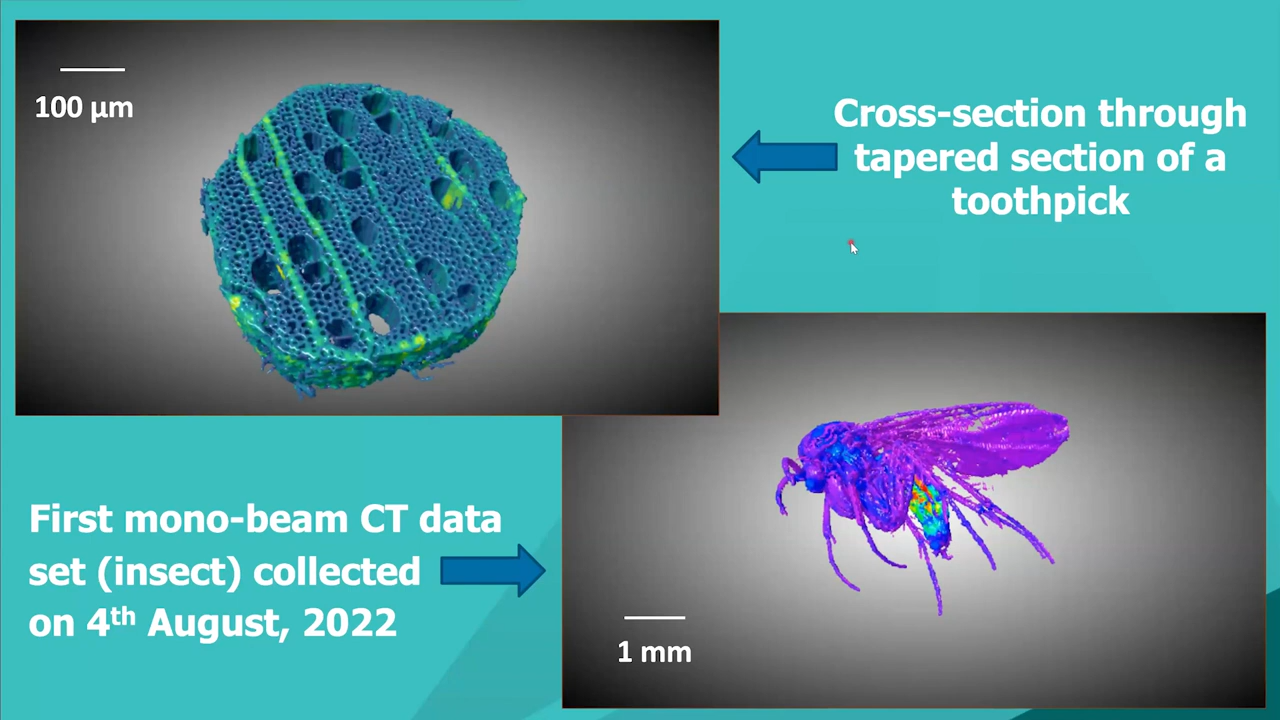 100 µm
Cross-section through
tapered section of a
toothpick
First mono-beam CT data
set (insect) collected
on 4th August, 2022
1 mm